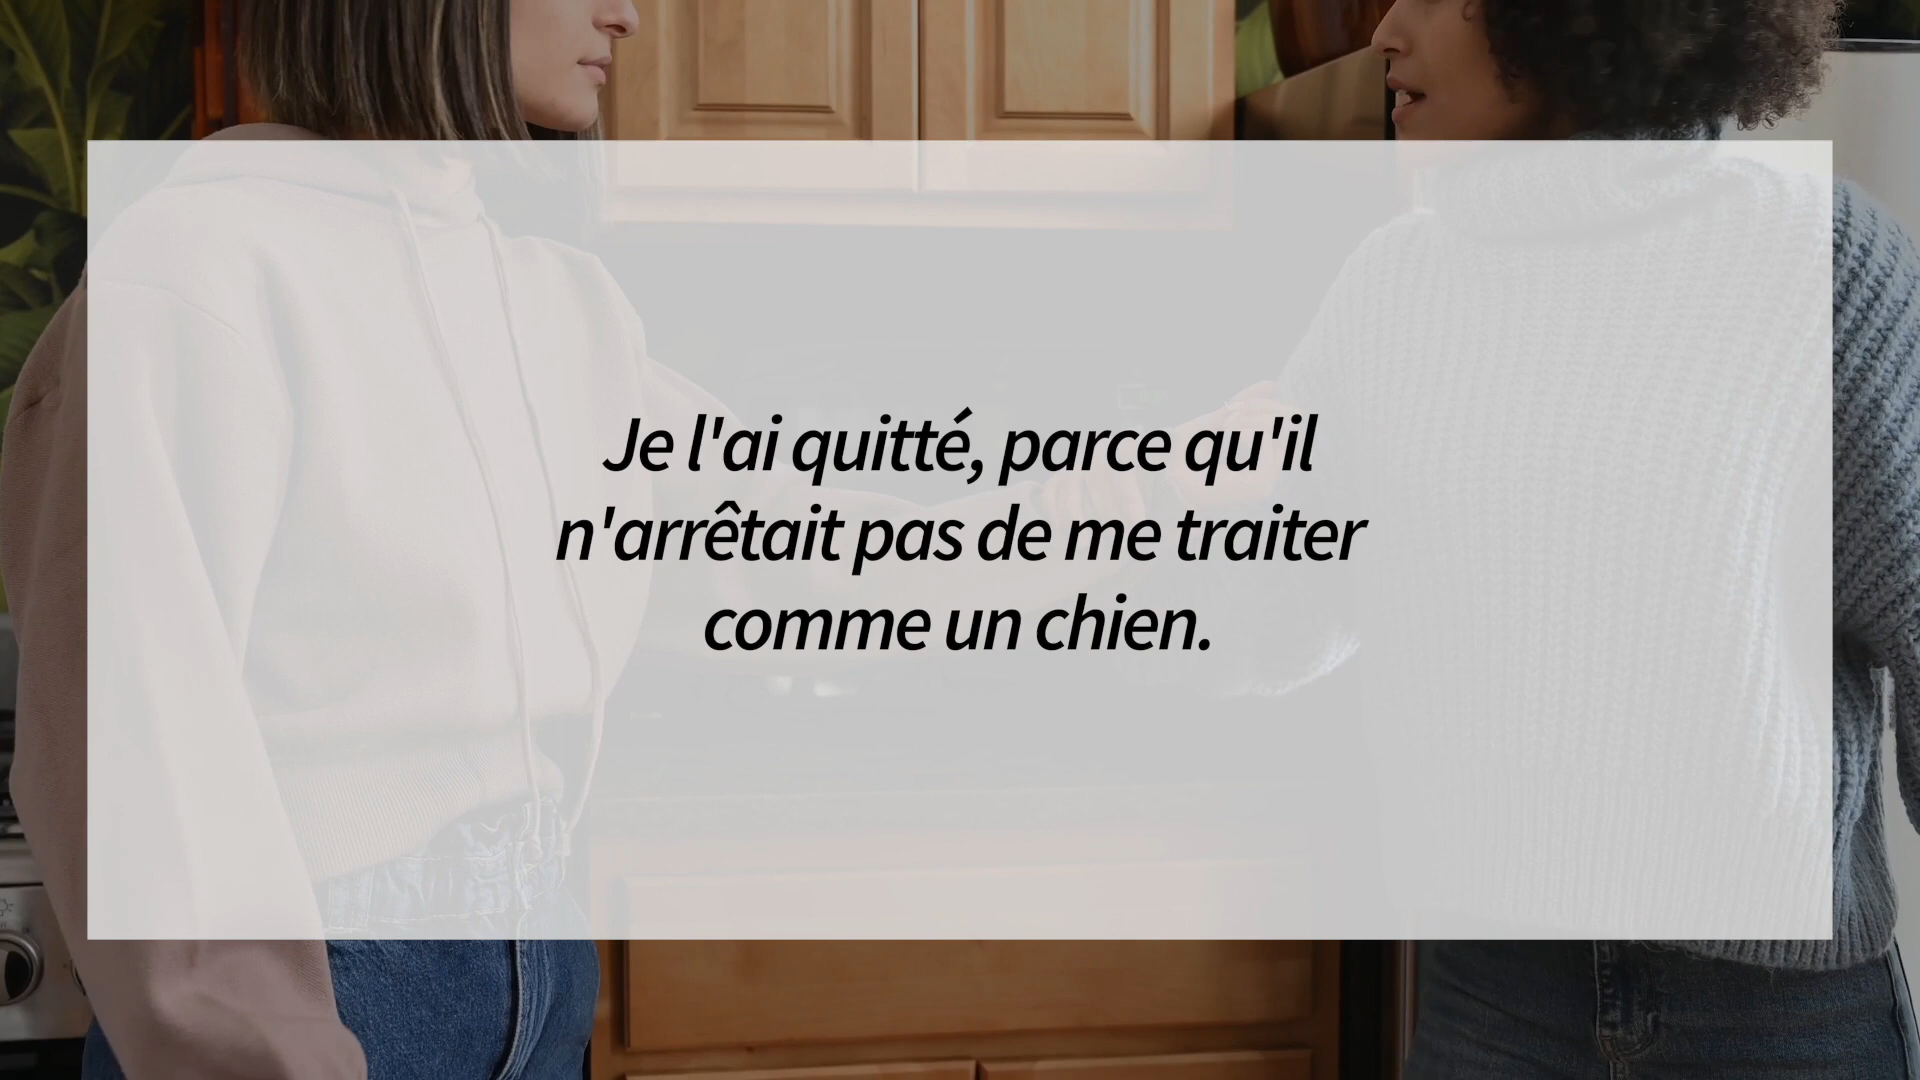 Je l'ai quitté, parce qu'il
n'arrêtait pas de me traiter
comme un chien.